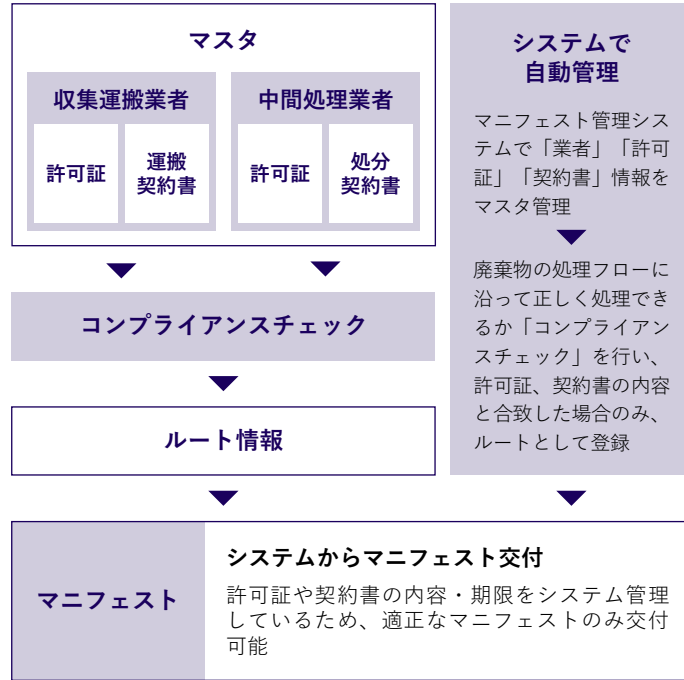 マスタ
収集運搬業者
許可証
運搬
契約書
中間処理業者
許可証
処分
契約書
コンプライアンスチェック
ルート情報
システムで
自動管理
マニフェスト管理シス
テムで「業者」「許可
証」「契約書」情報を
マスタ管理
廃棄物の処理フローに
沿って正しく処理でき
るか「コンプライアン
スチェック」を行い、
許可証、契約書の内容
と合致した場合のみ、
ルートとして登録
マニフェスト
システムからマニフェスト交付
許可証や契約書の内容・期限をシステム管理
しているため、適正なマニフェストのみ交付
可能